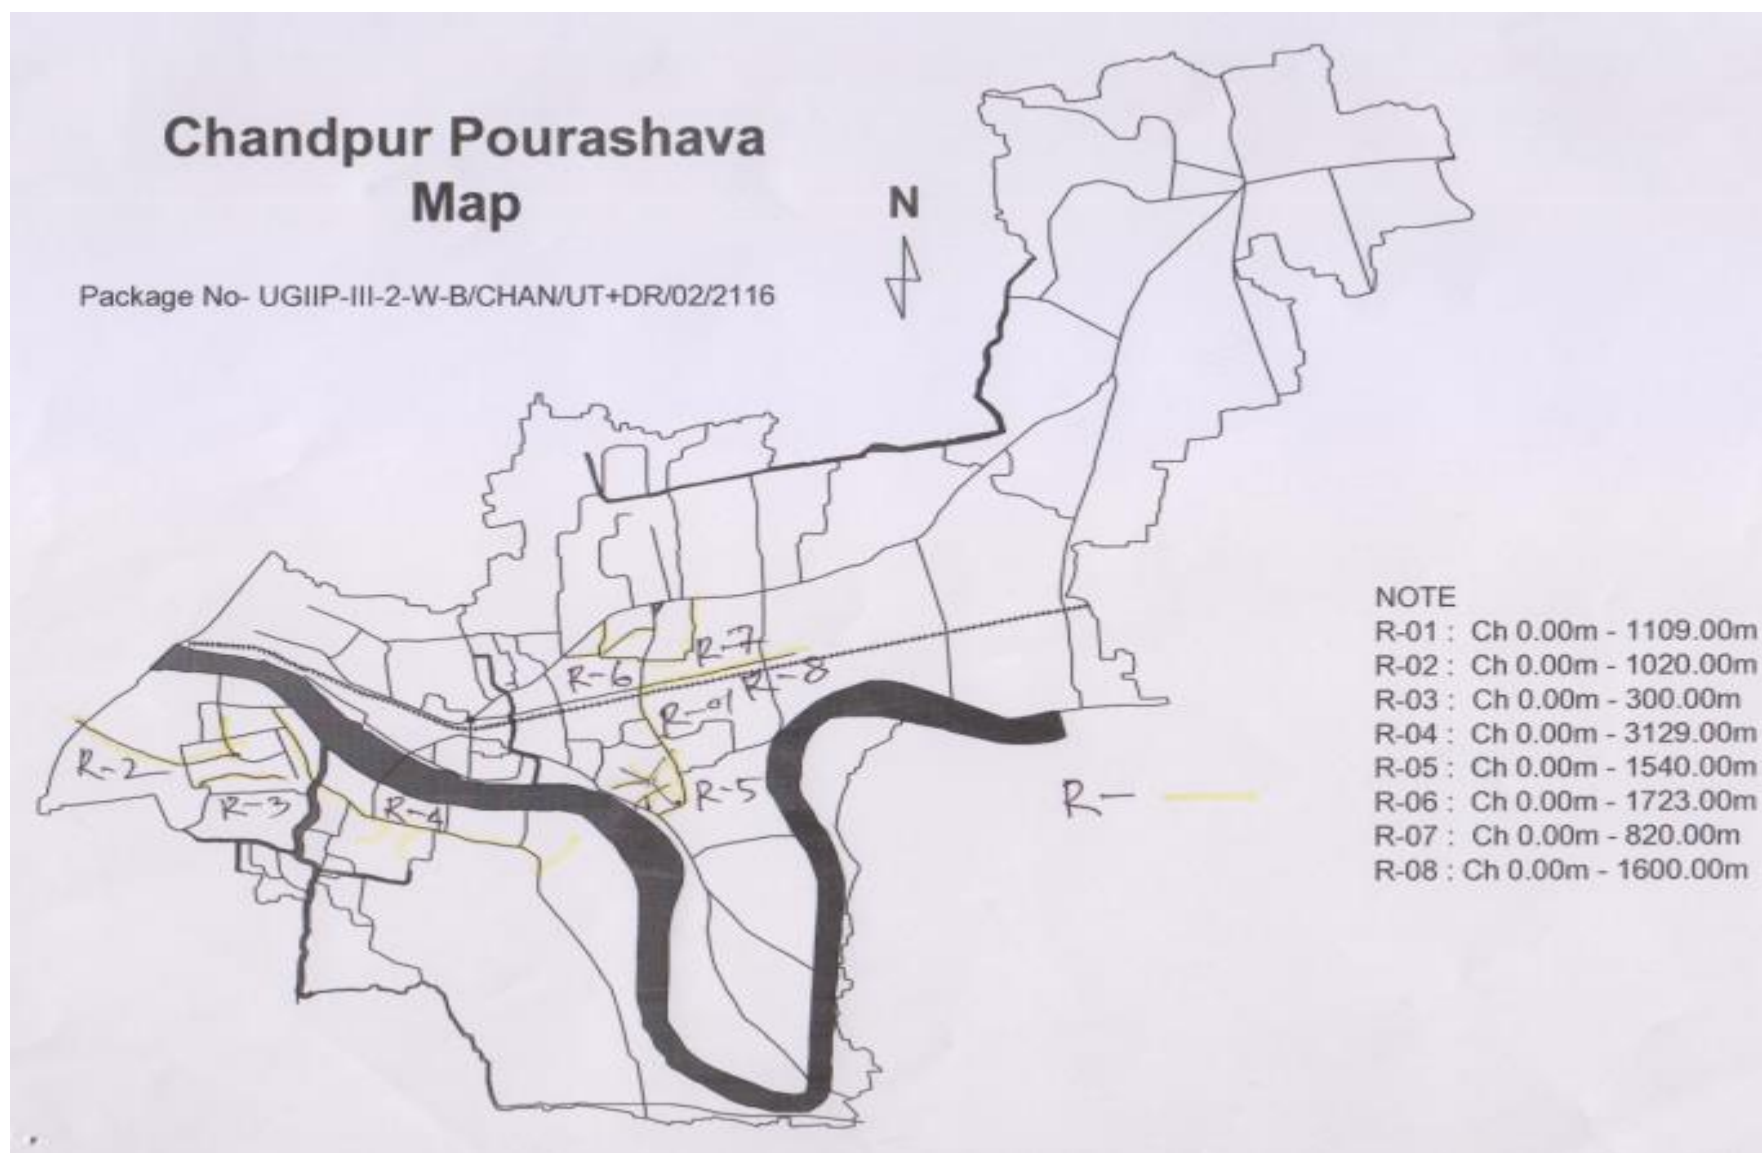 Chandpur Pourashava
Map
N
Package No- UGIIP-III-2-W-B/CHAN/UT+DR/02/2116
NOTE
R-01 : Ch 0.00m - 1109.00m
R-02 : Ch 0.00m - 1020.00m
R-03 : Ch 0.00m - 300.00m
R-04 : Ch 0.00m - 3129.00m
R-05 : Ch 0.00m - 1540.00m
R-06 : Ch 0.00m - 1723.00m
R-07 : Ch 0.00m - 820.00m
R-08 : Ch 0.00m - 1600.00m
R-7
R-6
R-8
R-01
R-2
R-3
R-4
R-5
R-